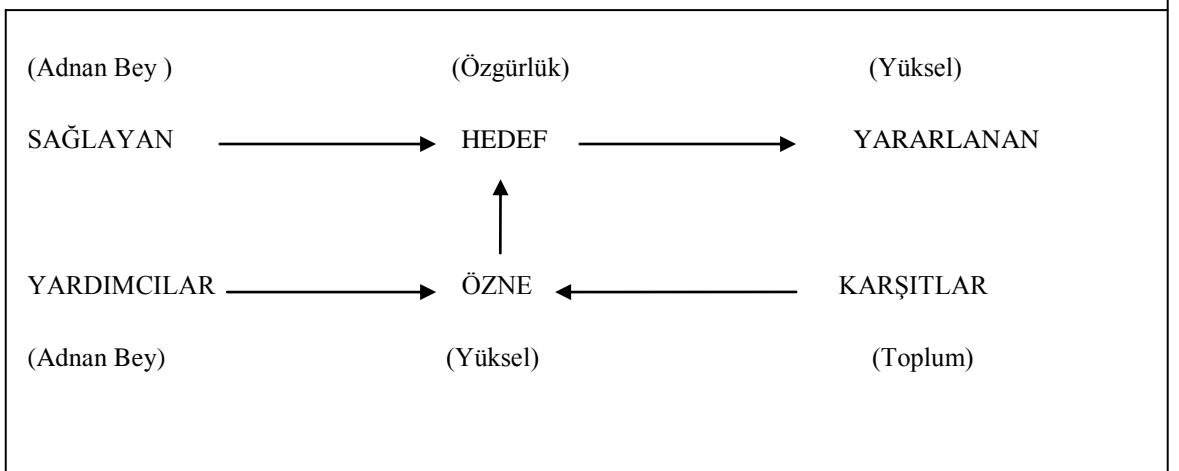 (Adnan Bey ) (Özgürlük) (Yüksel)
SAĞLAYAN HEDEF YARARLANAN
YARDIMCILAR ÖZNE KARŞITLAR
(Adnan Bey) (Yüksel) (Toplum)